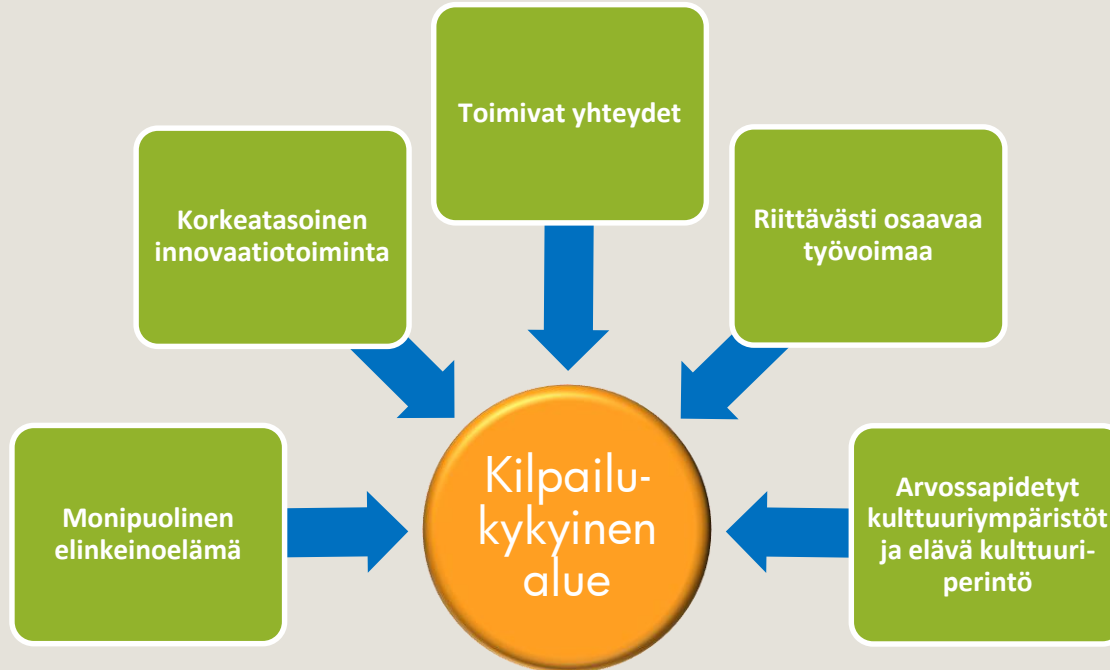 Toimivat yhteydet
Korkeatasoinen
innovaatiotoiminta
Riittävästi osaavaa
työvoimaa
Monipuolinen
elinkeinoelämä
Kilpailu-
kykyinen
alue
Arvossapidetyt
kulttuuriympäristöt
ja elävä kulttuuri-
perintö